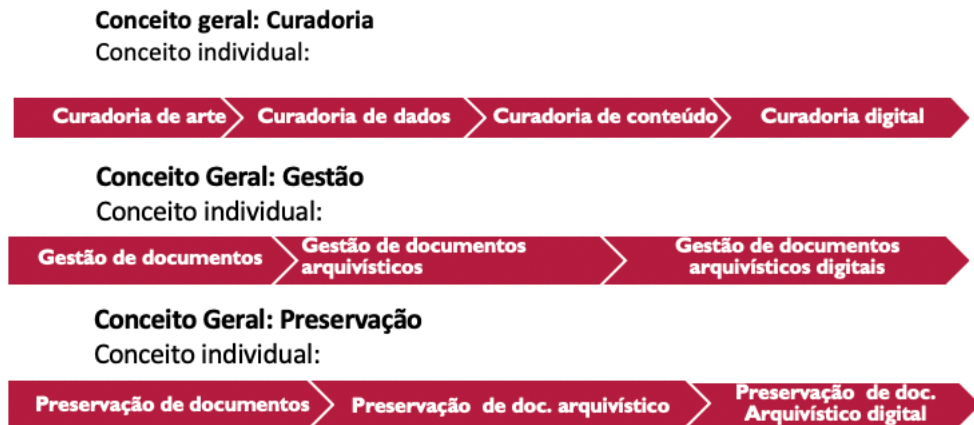 Conceito geral: Curadoria
Conceito individual:
Curadoria de arte Curadoria de dados Curadoria de conteúdo Curadoria digital
Conceito Geral: Gestão
Conceito individual:
Gestão de documentos
Gestão de documentos
arquivísticos
Gestão de documentos
arquivísticos digitais
Conceito Geral: Preservação
Conceito individual:
Preservação de documentos
Preservação de doc. arquivístico
Preservação de doc.
Arquivístico digital